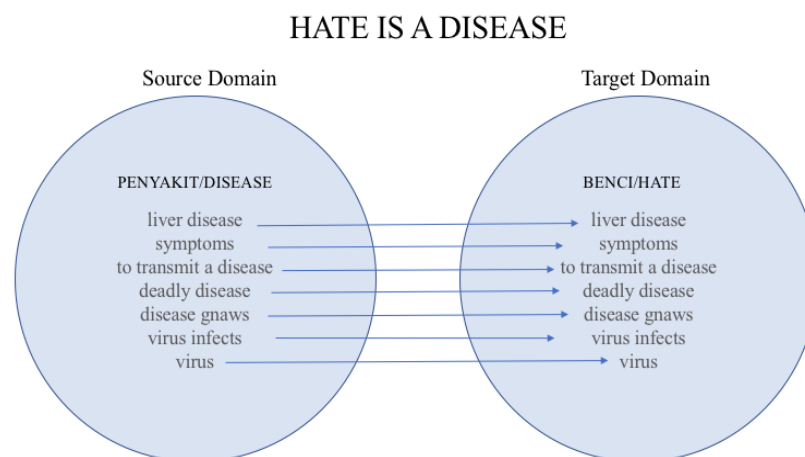 HATE IS A DISEASE
Source Domain
Target Domain
PENYAKIT/DISEASE
liver disease
symptoms
to transmit a disease
deadly disease
disease gnaws
virus infects
virus
BENCI/HATE
liver disease
symptoms
to transmit a disease
deadly disease
disease gnaws
virus infects
virus